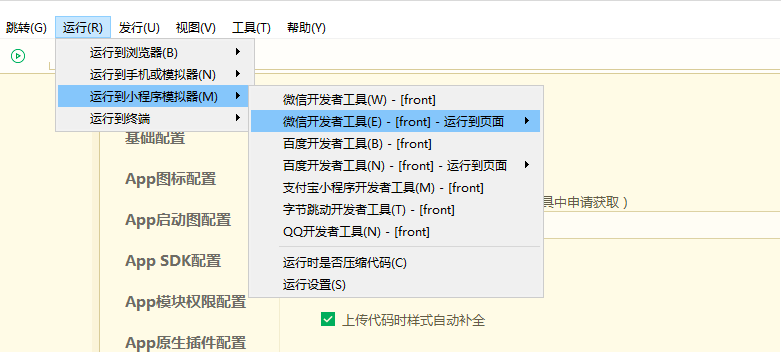 跳转(G) 运行(R) 发行(U) 视图(V) 工具(T) 帮助(Y)
运行到浏览器(B)
运行到手机或模拟器(N)
运行到小程序模拟器(M)
运行到终端
微信开发者工具(W) - [front]
微信开发者工具(E) - [front] - 运行到页面
百度开发者工具(B) - [front]
百度开发者工具(N) - [front] - 运行到页面
支付宝小程序开发者工具(M) - [front]
字节跳动开发者工具(T) - [front]
QQ开发者工具(N) - [front]
运行时是否压缩代码(C)
运行设置(S)
基础配置
App图标配置
App启动图配置
App SDK配置
App模块权限配置
App原生插件配置
具中申请获取）
上传代码时样式自动补全